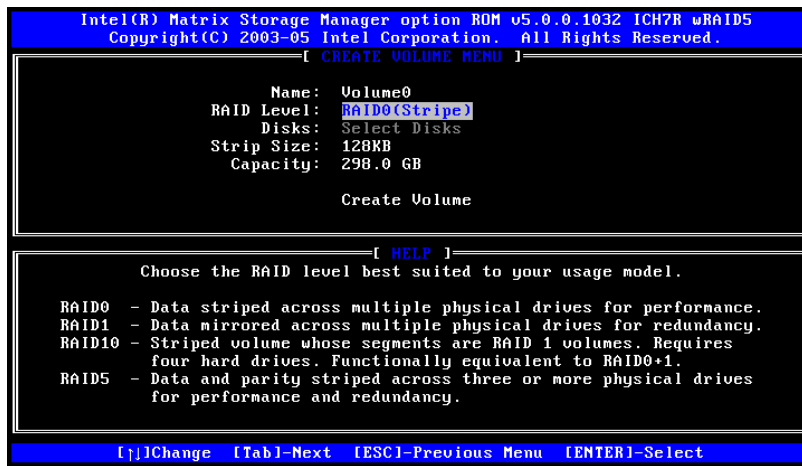 Intel(R) Matrix Storage Manager option ROM v5.0.0.1032 ICH7R wRAID5
Copyright(C) 2003-05 Intel Corporation. All Rights Reserved.
[ CREATE VOLUME MENU ]
Name: Volume0
RAID Level: RAID0(Stripe)
Disks: Select Disks
Strip Size: 128KB
Capacity: 298.0 GB
Create Volume
[ HELP ]
Choose the RAID level best suited to your usage model.
RAID0 - Data striped across multiple physical drives for performance.
RAID1 - Data mirrored across multiple physical drives for redundancy.
RAID10 - Striped volume whose segments are RAID 1 volumes. Requires
four hard drives. Functionally equivalent to RAID0+1.
RAID5 - Data and parity striped across three or more physical drives
for performance and redundancy.
[↑↓]Change [Tab]-Next [ESC]-Previous Menu [ENTER]-Select